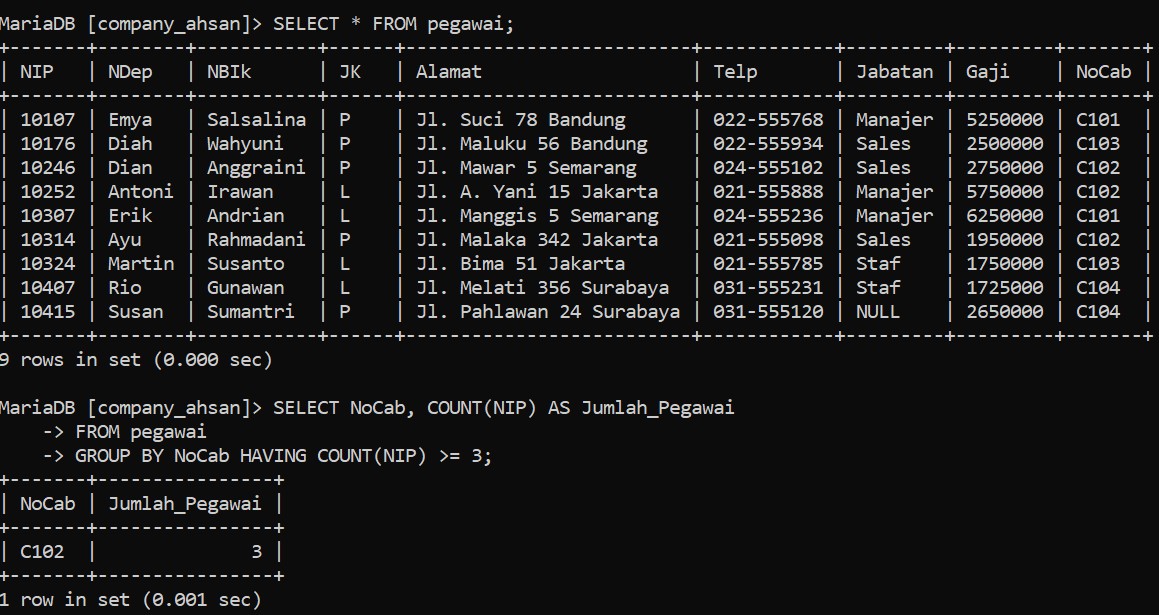 MariaDB [company_ahsan]> SELECT * FROM pegawai;
+-------+--------+-----------+------+--------------------------+------------+---------+---------+-------+
| NIP   | NDep   | NBIk      | JK   | Alamat                   | Telp       | Jabatan | Gaji    | NoCab |
+-------+--------+-----------+------+--------------------------+------------+---------+---------+-------+
| 10107 | Emya   | Salsalina | P    | Jl. Suci 78 Bandung      | 022-555768 | Manajer | 5250000 | C101  |
| 10176 | Diah   | Wahyuni   | P    | Jl. Maluku 56 Bandung    | 022-555934 | Sales   | 2500000 | C103  |
| 10246 | Dian   | Anggraini | P    | Jl. Mawar 5 Semarang     | 024-555102 | Sales   | 2750000 | C102  |
| 10252 | Antoni | Irawan    | L    | Jl. A. Yani 15 Jakarta   | 021-555888 | Manajer | 5750000 | C102  |
| 10307 | Erik   | Andrian   | L    | Jl. Manggis 5 Semarang   | 024-555236 | Manajer | 6250000 | C101  |
| 10314 | Ayu    | Rahmadani | P    | Jl. Malaka 342 Jakarta   | 021-555098 | Sales   | 1950000 | C102  |
| 10324 | Martin | Susanto   | L    | Jl. Bima 51 Jakarta      | 021-555785 | Staf    | 1750000 | C103  |
| 10407 | Rio    | Gunawan   | L    | Jl. Melati 356 Surabaya  | 031-555231 | Staf    | 1725000 | C104  |
| 10415 | Susan  | Sumantri  | P    | Jl. Pahlawan 24 Surabaya | 031-555120 | NULL    | 2650000 | C104  |
+-------+--------+-----------+------+--------------------------+------------+---------+---------+-------+
9 rows in set (0.000 sec)
MariaDB [company_ahsan]> SELECT NoCab, COUNT(NIP) AS Jumlah_Pegawai
    -> FROM pegawai
    -> GROUP BY NoCab HAVING COUNT(NIP) >= 3;
+-------+----------------+
| NoCab | Jumlah_Pegawai |
+-------+----------------+
| C102  |              3 |
+-------+----------------+
1 row in set (0.001 sec)